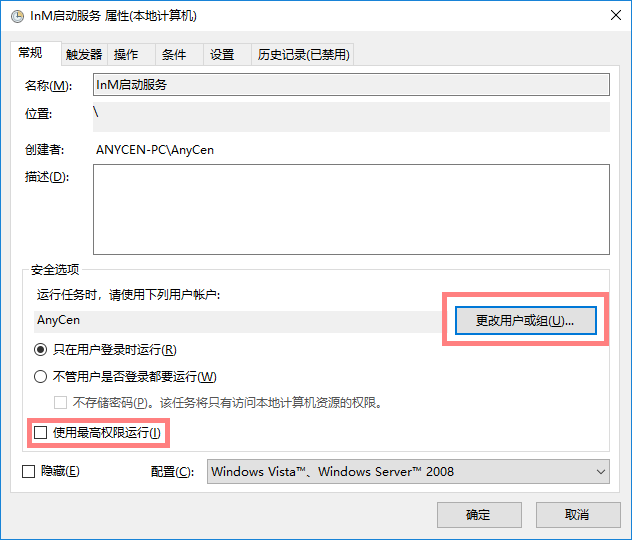 InM启动服务 属性(本地计算机)
常规 触发器 操作 条件 设置 历史记录(已禁用)
名称(M): InM启动服务
位置: \
创建者: ANYCEN-PC\AnyCen
描述(D):
安全选项
运行任务时，请使用下列用户帐户:
AnyCen 更改用户或组(U)...
只在用户登录时运行(R)
不管用户是否登录都要运行(W)
不存储密码(P)。该任务将只有访问本地计算机资源的权限。
使用最高权限运行(I)
隐藏(E) 配置(C): Windows Vista™、Windows Server™ 2008
确定 取消